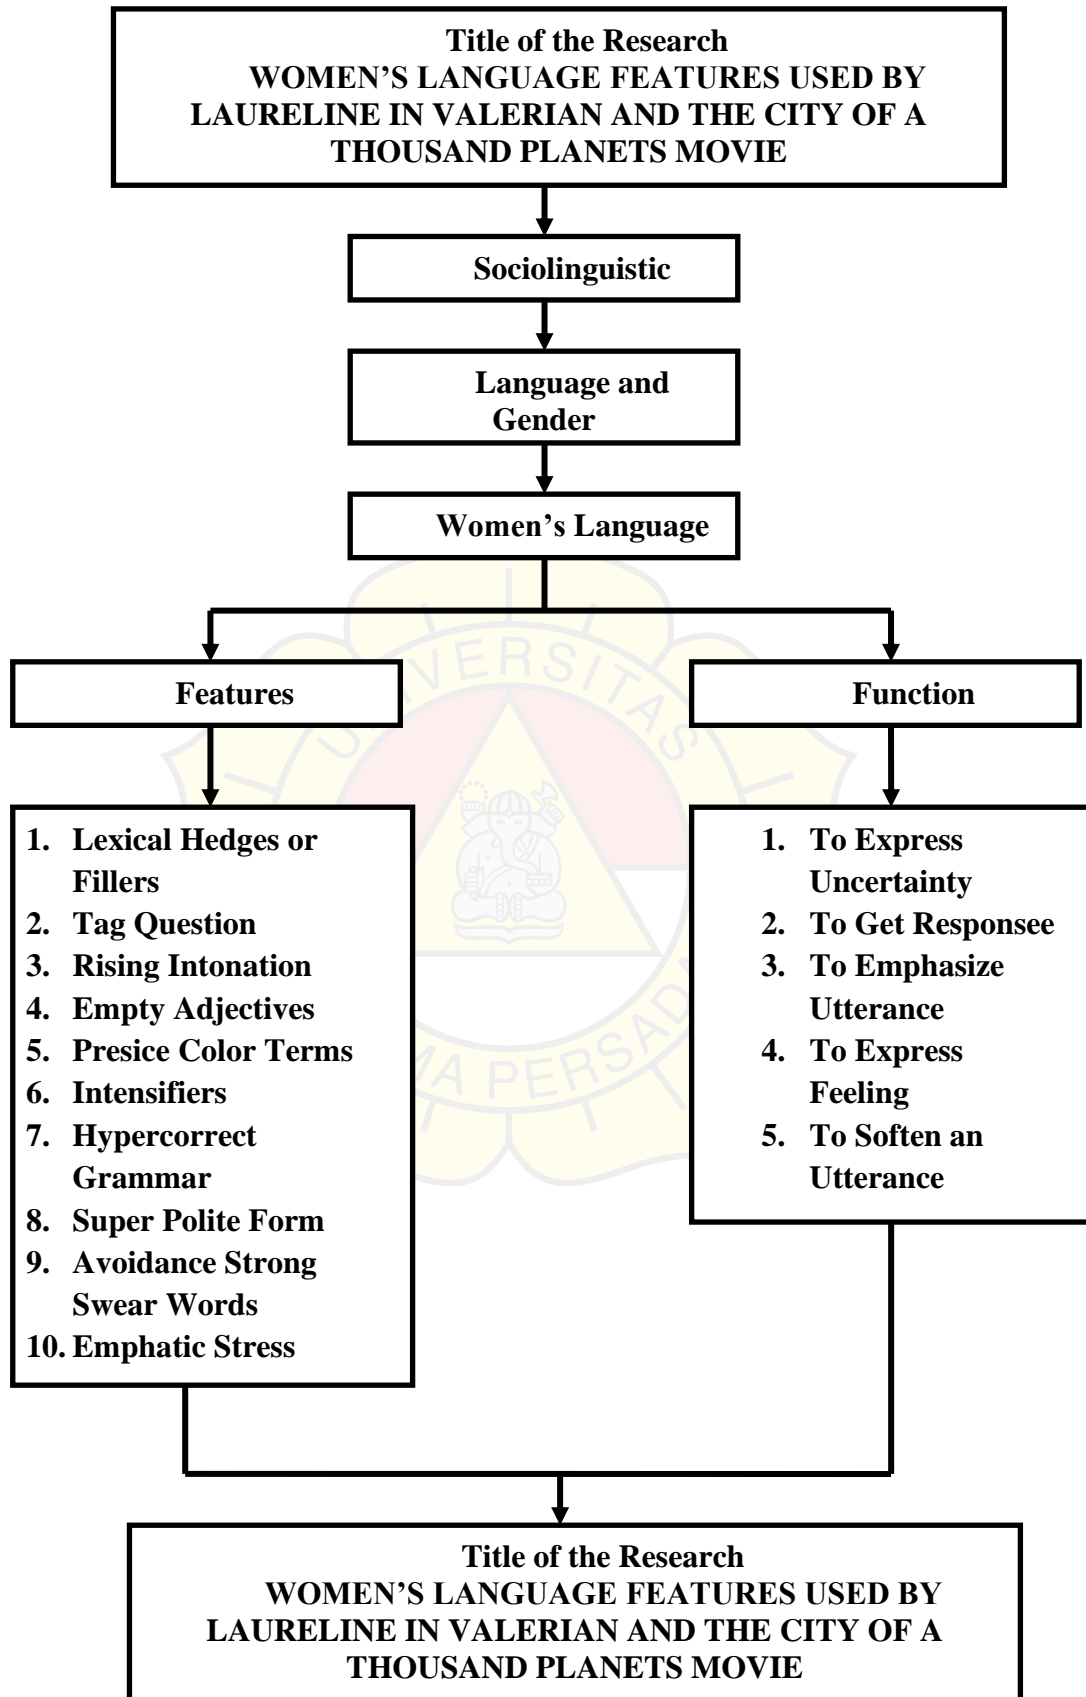 Title of the Research
WOMEN’S LANGUAGE FEATURES USED BY
LAURELINE IN VALERIAN AND THE CITY OF A
THOUSAND PLANETS MOVIE
Sociolinguistic
Language and
Gender
Women’s Language
Features
Function
UNIVERSITAS
1. Lexical Hedges or
Fillers
2. Tag Question
3. Rising Intonation
4. Empty Adjectives
5. Presice Color Terms
6. Intensifiers
7. Hypercorrect
Grammar
8. Super Polite Form
9. Avoidance Strong
Swear Words
10. Emphatic Stress
1. To Express
Uncertainty
2. To Get Responsee
3. To Emphasize
Utterance
4. To Express
Feeling
5. To Soften an
Utterance
MA PERSADA
Title of the Research
WOMEN’S LANGUAGE FEATURES USED BY
LAURELINE IN VALERIAN AND THE CITY OF A
THOUSAND PLANETS MOVIE